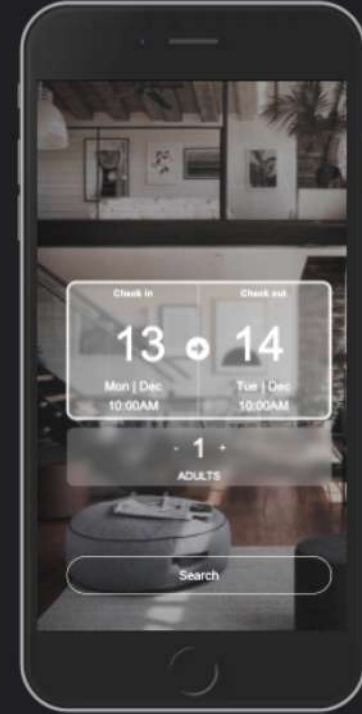 Check in
Check out
13
14
Mon | Dec
Tue | Dec
10:00AM
10:00AM
- 1 +
ADULTS
Search